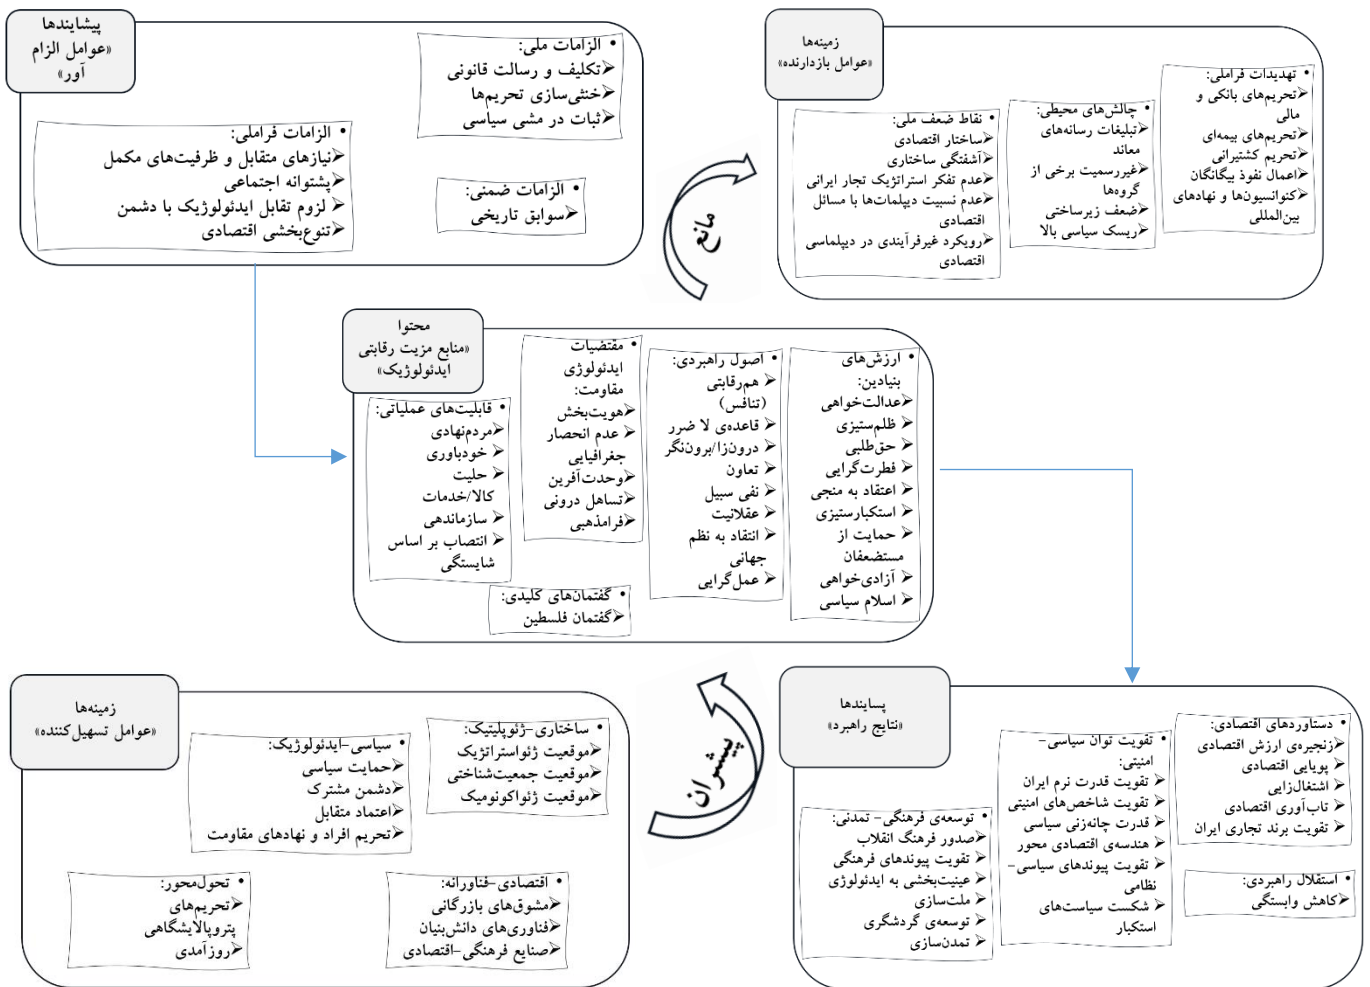 پیشایندها
«عوامل الزام
آور»
• الزامات ملی:
➢تکلیف و رسالت قانونی
➢خنثی‌سازی تحریم‌ها
➢ثبات در مشی سیاسی
• الزامات فراملی:
➢نیازهای متقابل و ظرفیت‌های مکمل
➢پشتوانه اجتماعی
➢ لزوم تقابل ایدئولوژیک با دشمن
➢تنوع‌بخشی اقتصادی
• الزامات ضمنی:
➢سوابق تاریخی
زمینه‌ها
«عوامل بازدارنده»
• تهدیدات فراملی:
➢تحریم‌های بانکی و
مالی
➢تحریم‌های بیمه‌ای
➢تحریم کشتیرانی
➢اعمال نفوذ بیگانگان
➢کنوانسیون‌ها و نهادهای
بین‌المللی
• چالش‌های محیطی:
➢تبلیغات رسانه‌های
معاند
➢غیررسمیت برخی از
گروه‌ها
➢ضعف زیرساختی
➢ریسک سیاسی بالا
• نقاط ضعف ملی:
➢ساختار اقتصادی
➢آشفتگی ساختاری
➢عدم تفکر استراتژیک تجار ایرانی
➢عدم نسبیت دیپلمات‌ها با مسائل
اقتصادی
➢رویکرد غیرفرآیندی در دیپلماسی
اقتصادی
مانع
محتوا
«منابع مزیت رقابتی
ایدئولوژیک»
• ارزش‌های
بنیادین:
➢عدالت‌خواهی
➢ ظلم‌ستیزی
➢ حق‌طلبی
➢ فطرت‌گرایی
➢ اعتقاد به منجی
➢ استکبارستیزی
➢ حمایت از
مستضعفان
➢ آزادی‌خواهی
➢ اسلام سیاسی
• اصول راهبردی:
➢ هم‌رقابتی
(تنافس)
➢ قاعده‌ی لا ضرر
➢درون‌زا/برون‌نگر
➢ تعاون
➢ نفی سبیل
➢ عقلانیت
➢ انتقاد به نظم
جهانی
➢ عمل‌گرایی
• مقتضیات
ایدئولوژی
مقاومت:
➢هویت‌بخش
➢ عدم انحصار
جغرافیایی
➢وحدت‌آفرین
➢تساهل درونی
➢فرامذهبی
• قابلیت‌های عملیاتی:
➢مردم‌نهادی
➢ خودباوری
➢ حلیت
کالا/خدمات
➢ سازماندهی
➢ انتصاب بر اساس
شایستگی
• گفتمان‌های کلیدی:
➢گفتمان فلسطین
پیشران
زمینه‌ها
«عوامل تسهیل‌کننده»
• ساختاری-ژئوپلیتیک:
➢موقعیت ژئواستراتژیک
➢موقعیت جمعیت‌شناختی
➢موقعیت ژئواکونومیک
• سیاسی-ایدئولوژیک:
➢حمایت سیاسی
➢دشمن مشترک
➢اعتماد متقابل
➢تحریم افراد و نهادهای مقاومت
• اقتصادی-فناورانه:
➢مشوق‌های بازرگانی
➢فناوری‌های دانش‌بنیان
➢صنایع فرهنگی-اقتصادی
• تحول‌محور:
➢تحریم‌های
پتروپالایشگاهی
➢روزآمدی
پسایندها
«نتایج راهبرد»
• دستاوردهای اقتصادی:
➢زنجیره‌ی ارزش اقتصادی
➢ پویایی اقتصادی
➢ اشتغال‌زایی
➢ تاب‌آوری اقتصادی
➢ تقویت برند تجاری ایران
• استقلال راهبردی:
➢کاهش وابستگی
• تقویت توان سیاسی-
امنیتی:
➢ تقویت قدرت نرم ایران
➢ تقویت شاخص‌های امنیتی
➢ قدرت چانه‌زنی سیاسی
➢ هندسه‌ی اقتصادی محور
➢ تقویت پیوندهای سیاسی-
نظامی
➢ شکست سیاست‌های
استکبار
• توسعه‌ی فرهنگی- تمدنی:
➢صدور فرهنگ انقلاب
➢ تقویت پیوندهای فرهنگی
➢ عینیت‌بخشی به ایدئولوژی
➢ ملت‌سازی
➢ توسعه‌ی گردشگری
➢ تمدن‌سازی